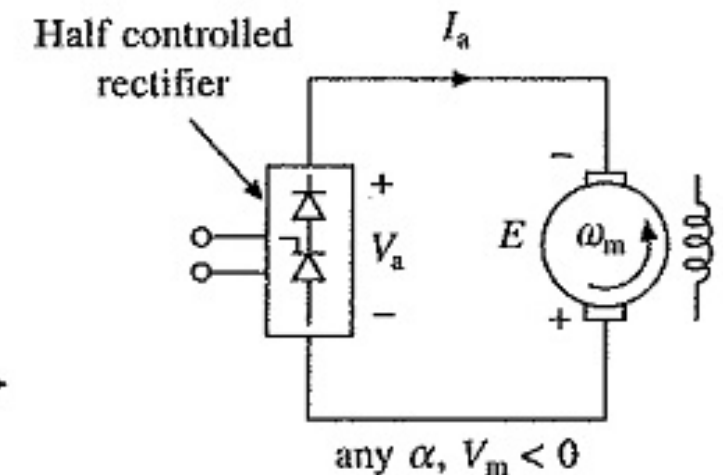 Half controlled
rectifier
Iₐ
+
Vₐ
−
−
E
ωₘ
+
any α, Vₘ < 0